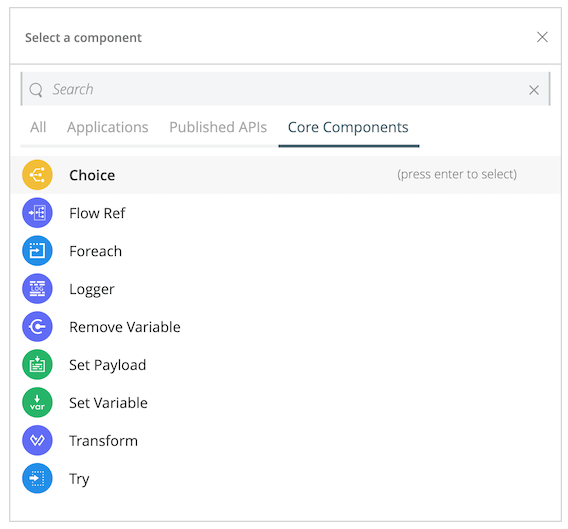 Select a component
Search
All Applications Published APIs Core Components
Choice (press enter to select)
Flow Ref
Foreach
LOG
Logger
Remove Variable
Set Payload
var
Set Variable
Transform
Try